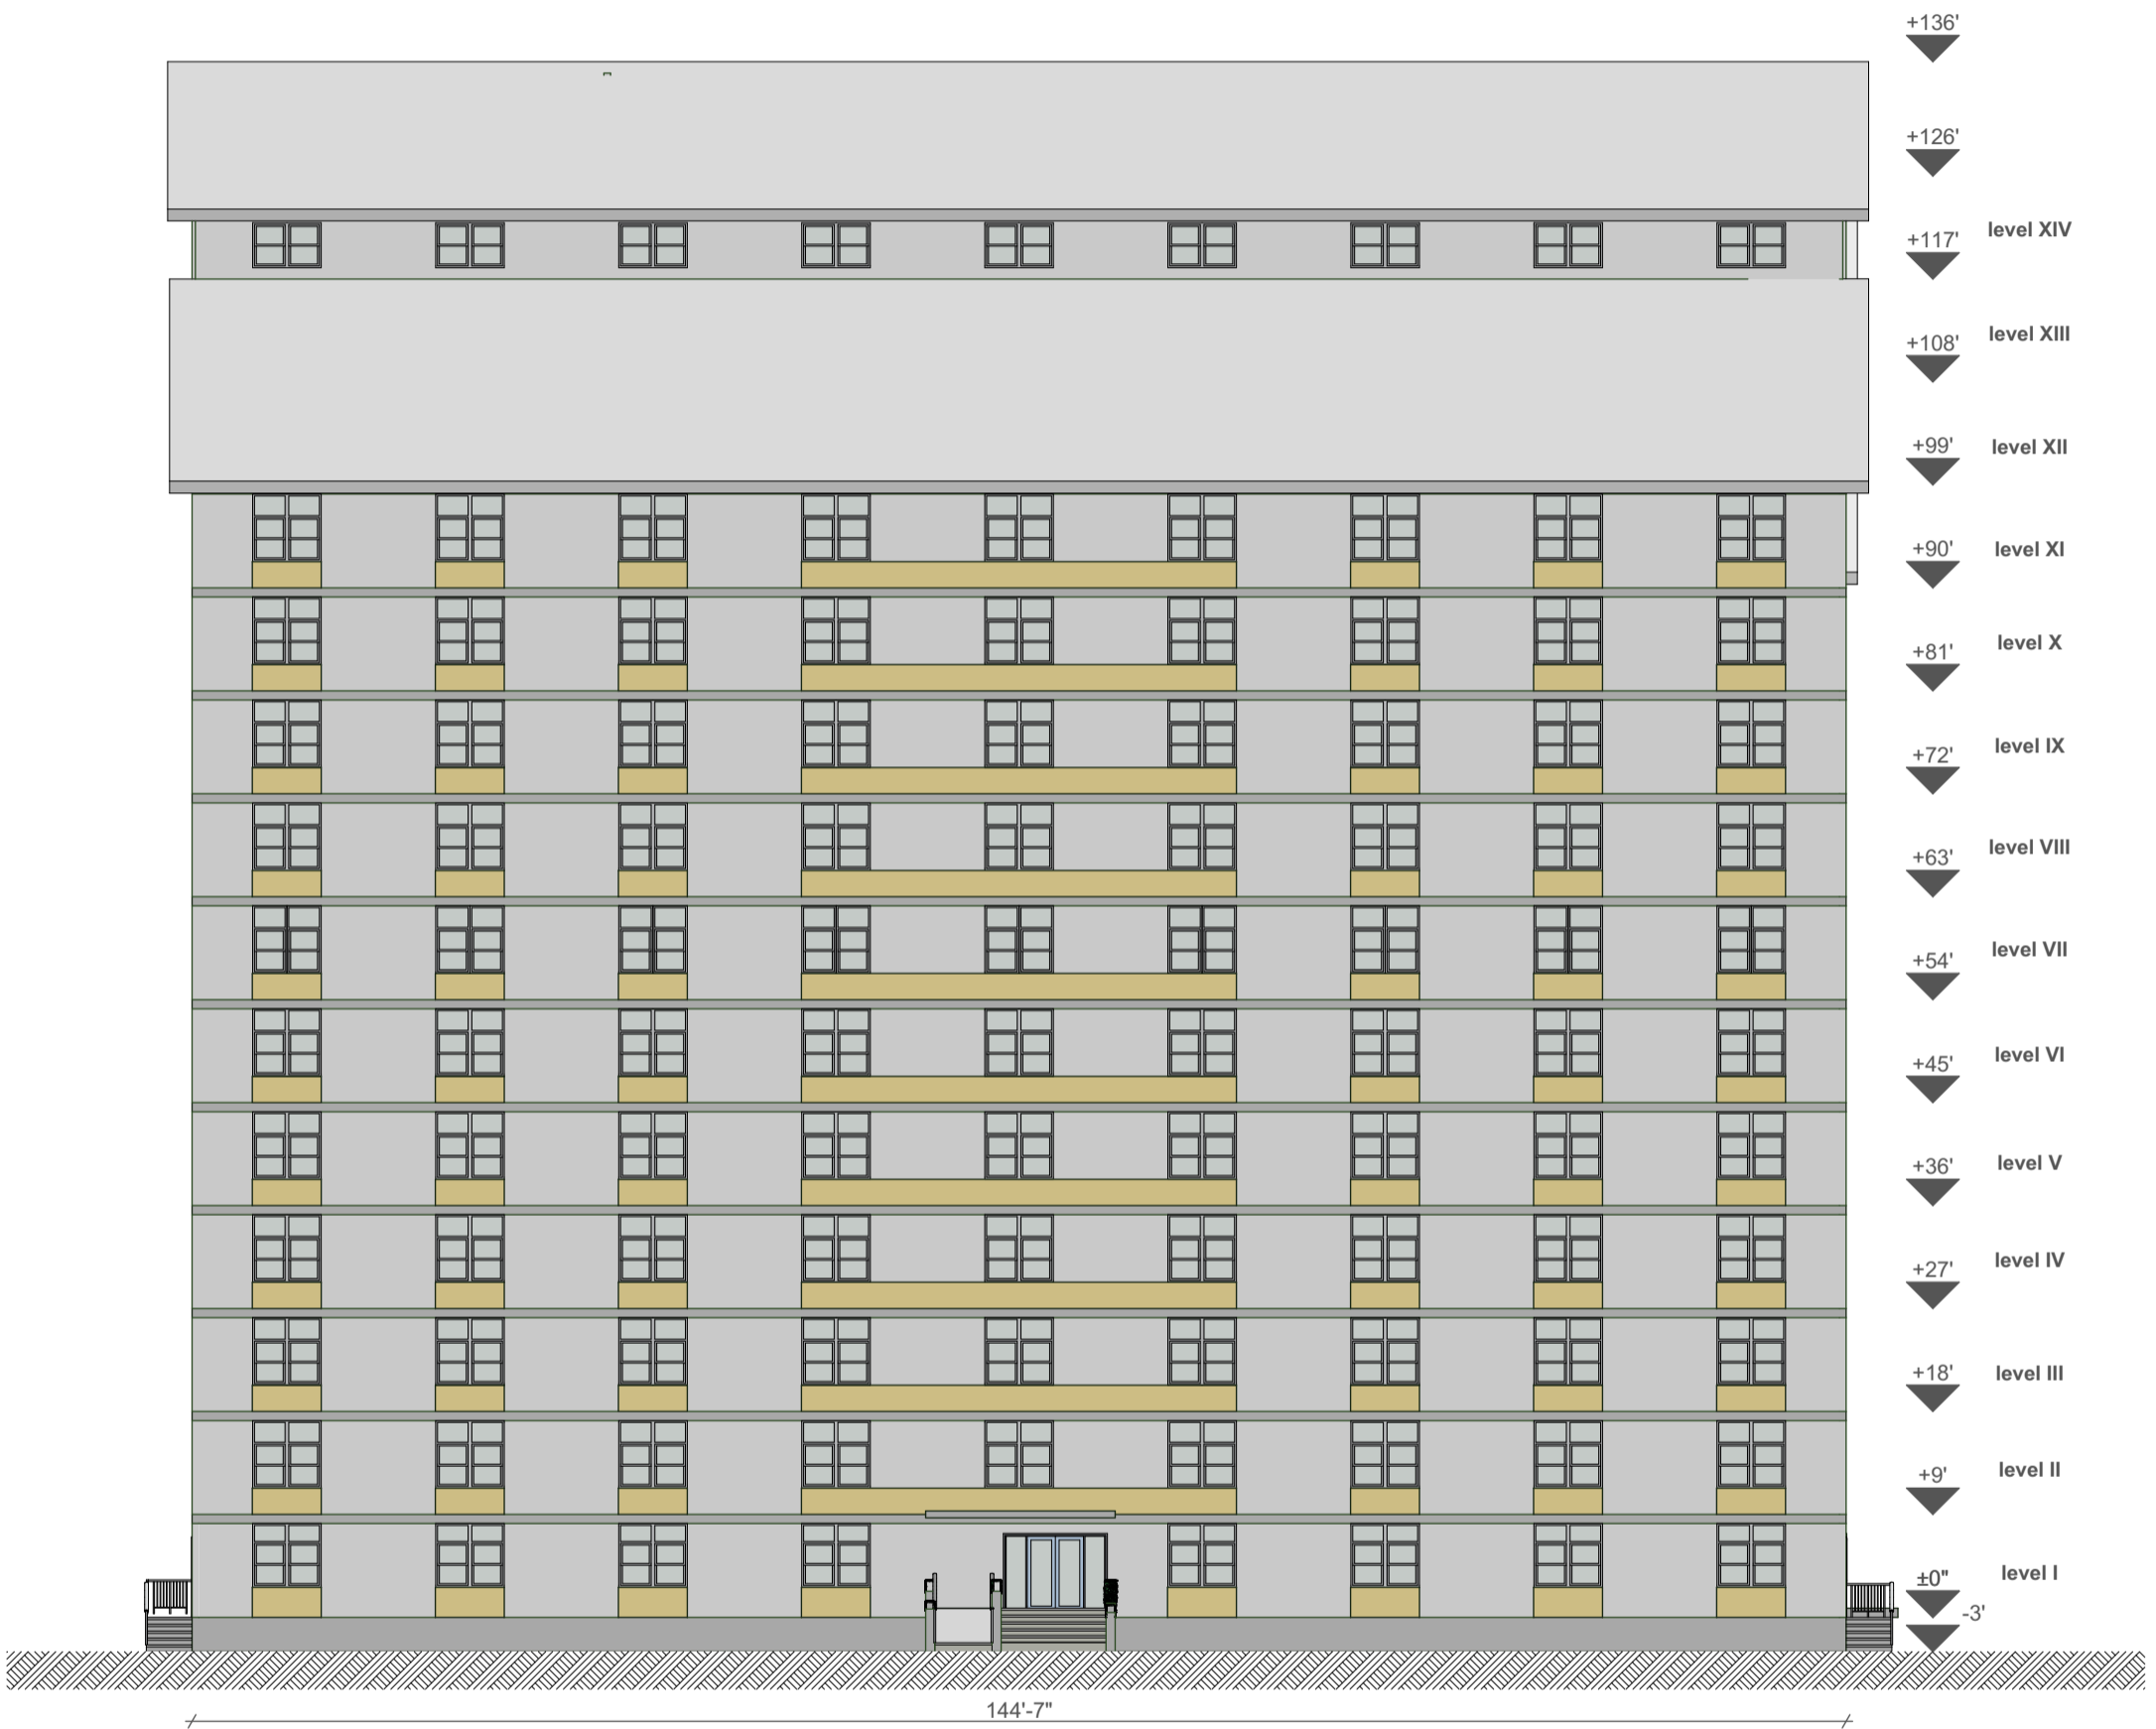 +136'
+126'
level XIV
+117'
level XIII
+108'
level XII
+99'
level XI
+90'
level X
+81'
level IX
+72'
level VIII
+63'
level VII
+54'
level VI
+45'
level V
+36'
level IV
+27'
level III
+18'
level II
+9'
level I
±0"
-3'
144'-7"